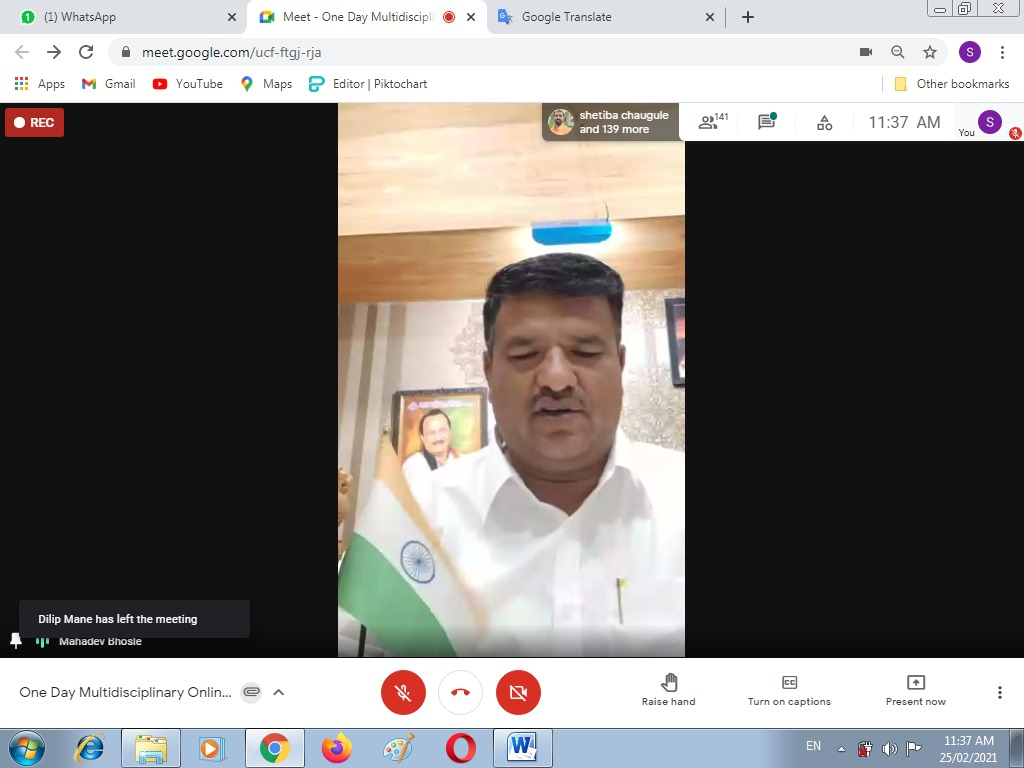 (1) WhatsApp
Meet - One Day Multidiscipli
Google Translate
meet.google.com/ucf-ftgj-rja
S
Apps
Gmail
YouTube
Maps
Editor | Piktochart
Other bookmarks
REC
shetiba chaugule
and 139 more
141
11:37 AM
You
S
Dilip Mane has left the meeting
Mahadev Bhosle
One Day Multidisciplinary Onlin...
Raise hand
CC
Turn on captions
Present now
EN
11:37 AM
25/02/2021